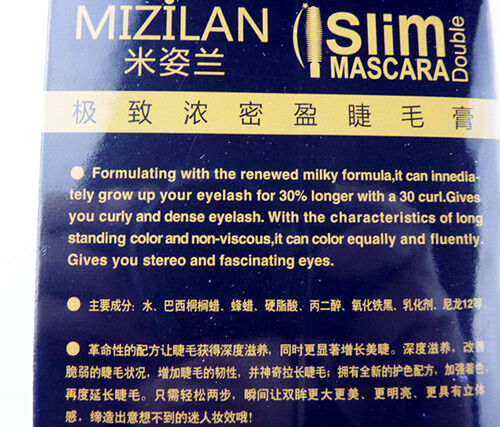 MIZiLAN
米姿兰
Slim
MASCARA
Double
极致浓密盈睫毛膏
● Formulating with the renewed milky formula,it can innedia-
tely grow up your eyelash for 30% longer with a 30 curl.Gives
you curly and dense eyelash. With the characteristics of long
standing color and non-viscous,it can color equally and fluently.
Gives you stereo and fascinating eyes.
● 主要成分：水、巴西桐榈蜡、蜂蜡、硬脂酸、丙二醇、氧化铁黑、乳化剂、尼龙12等。
● 革命性的配方让睫毛获得深度滋养，同时更显著增长美睫。深度滋养，改善
脆弱的睫毛状况，增加睫毛的韧性，并神奇拉长睫毛；拥有全新的护色配方，加强着色，
再度延长睫毛。只需轻松两步，瞬间让双眸更大更美、更明亮、更具有立体
感，缔造出意想不到的迷人妆效哦！